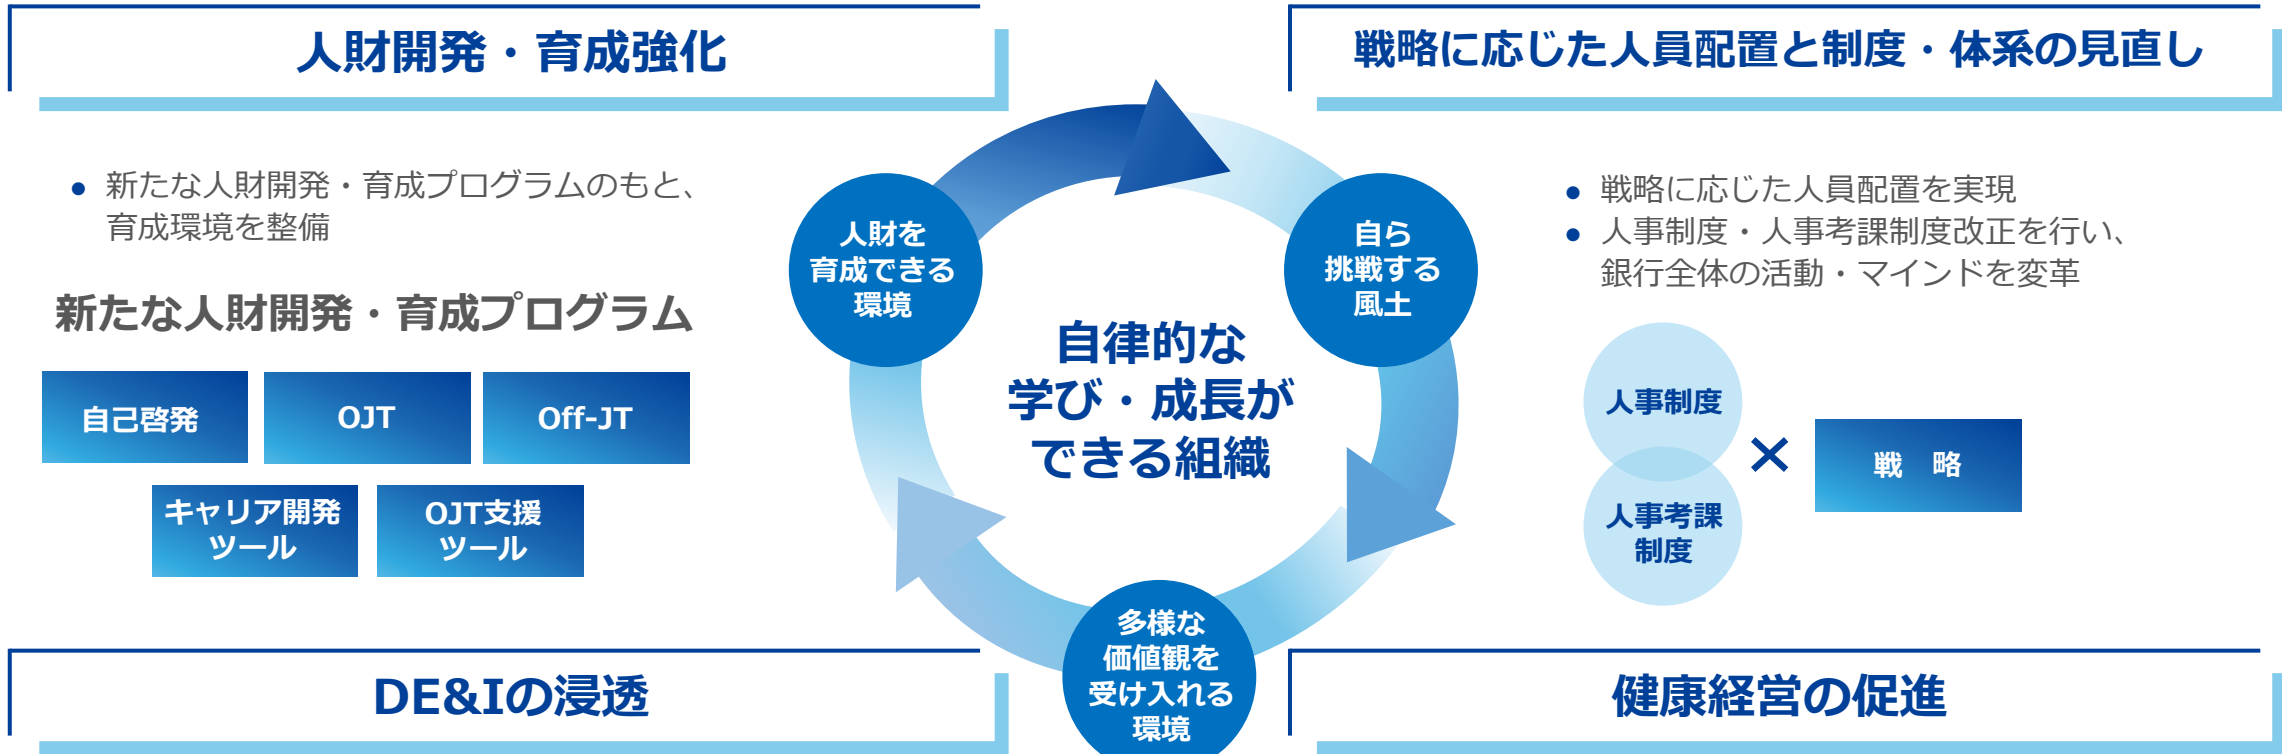 人財開発・育成強化
戦略に応じた人員配置と制度・体系の見直し
● 新たな人財開発・育成プログラムのもと、
育成環境を整備
新たな人財開発・育成プログラム
自己啓発
OJT
Off-JT
キャリア開発
ツール
OJT支援
ツール
人財を
育成できる
環境
自ら
挑戦する
風土
自律的な
学び・成長が
できる組織
多様な
価値観を
受け入れる
環境
● 戦略に応じた人員配置を実現
● 人事制度・人事考課制度改正を行い、
銀行全体の活動・マインドを変革
人事制度
×
戦　略
人事考課
制度
DE&Iの浸透
健康経営の促進